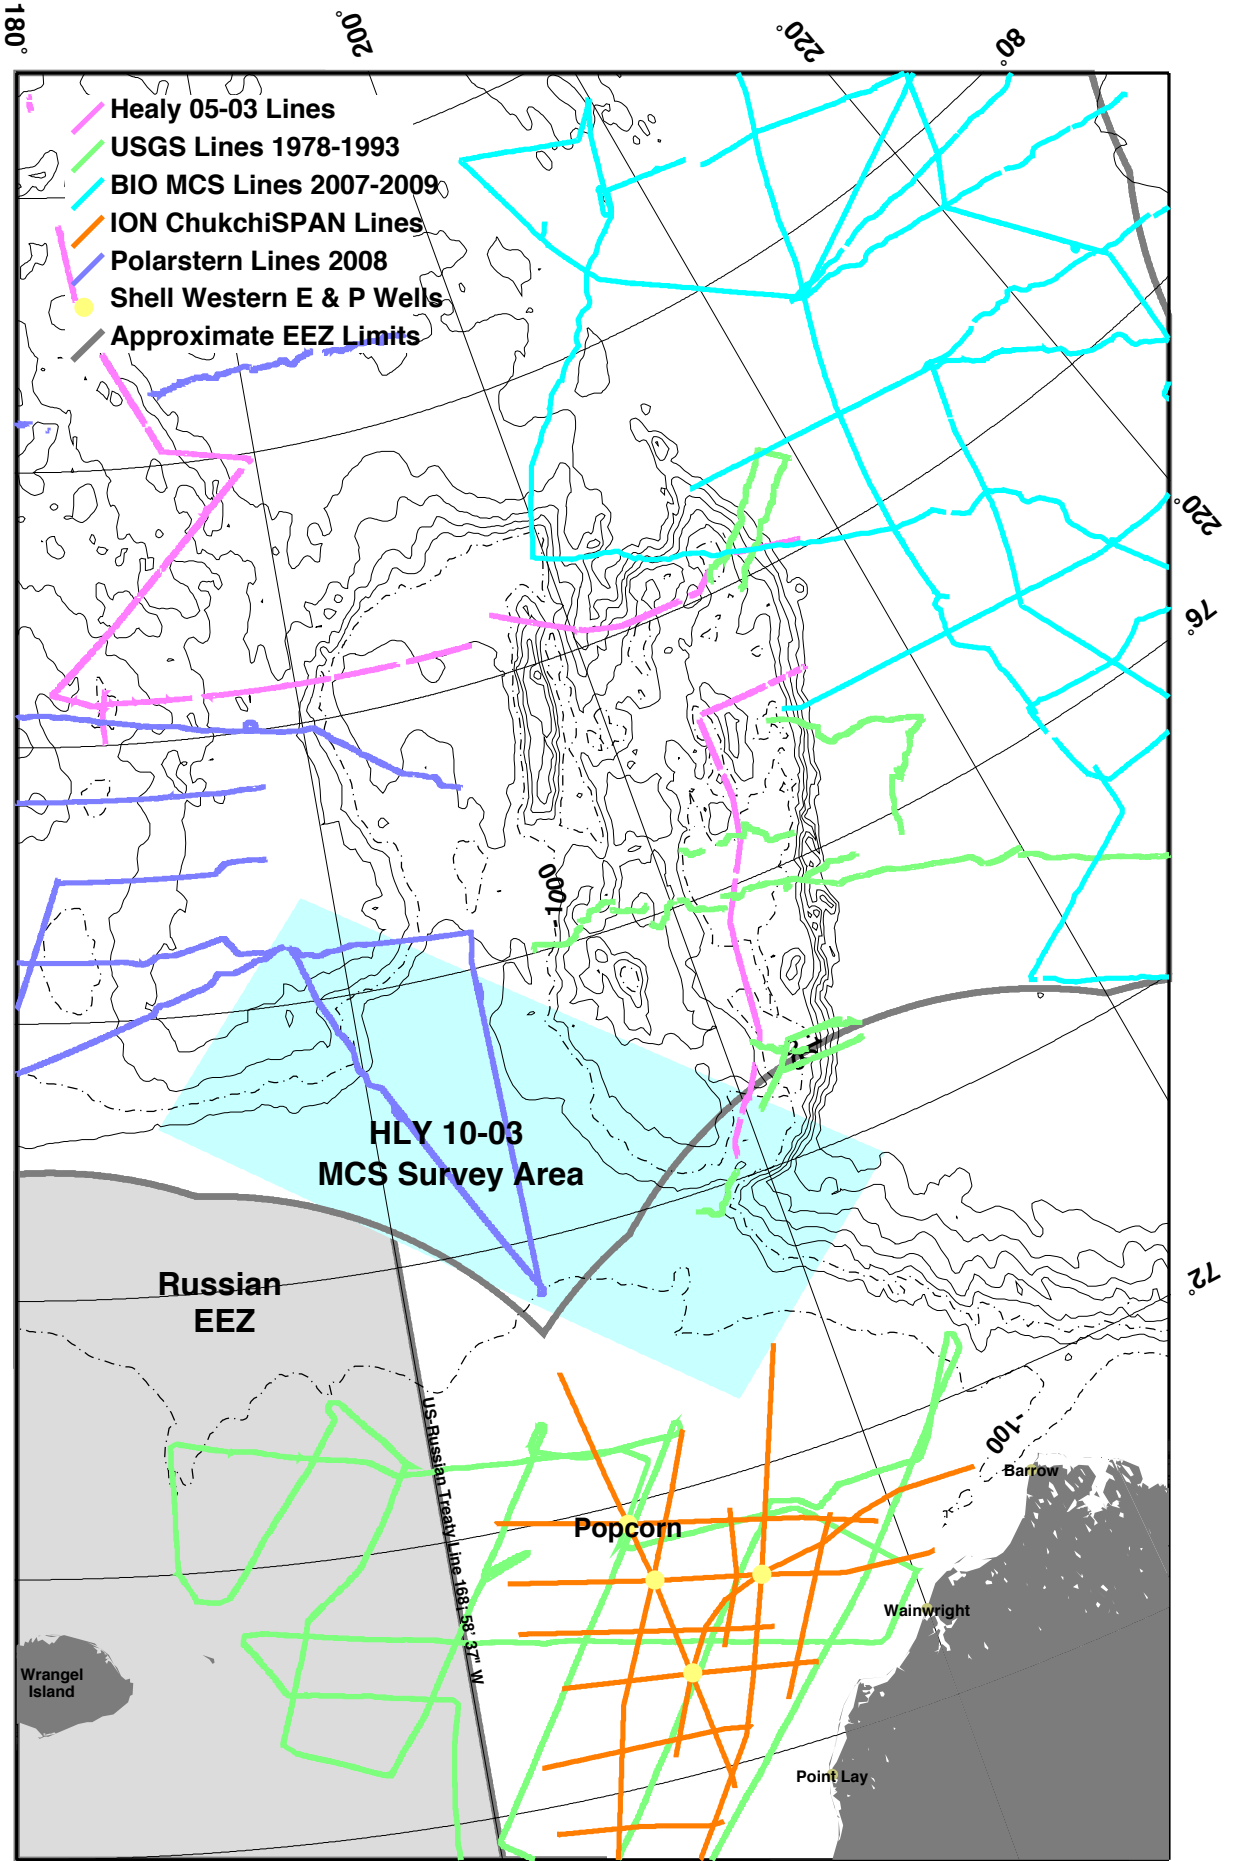 180°
200°
220°
80°
Healy 05-03 Lines
USGS Lines 1978-1993
BIO MCS Lines 2007-2009
ION ChukchiSPAN Lines
Polarstern Lines 2008
Shell Western E & P Wells
Approximate EEZ Limits
220°
76°
-1000
HLY 10-03
MCS Survey Area
Russian
EEZ
72°
US-Russian Treaty Line 168¡ 58' 37" W
-100
Barrow
Popcorn
Wainwright
Wrangel
Island
Point Lay